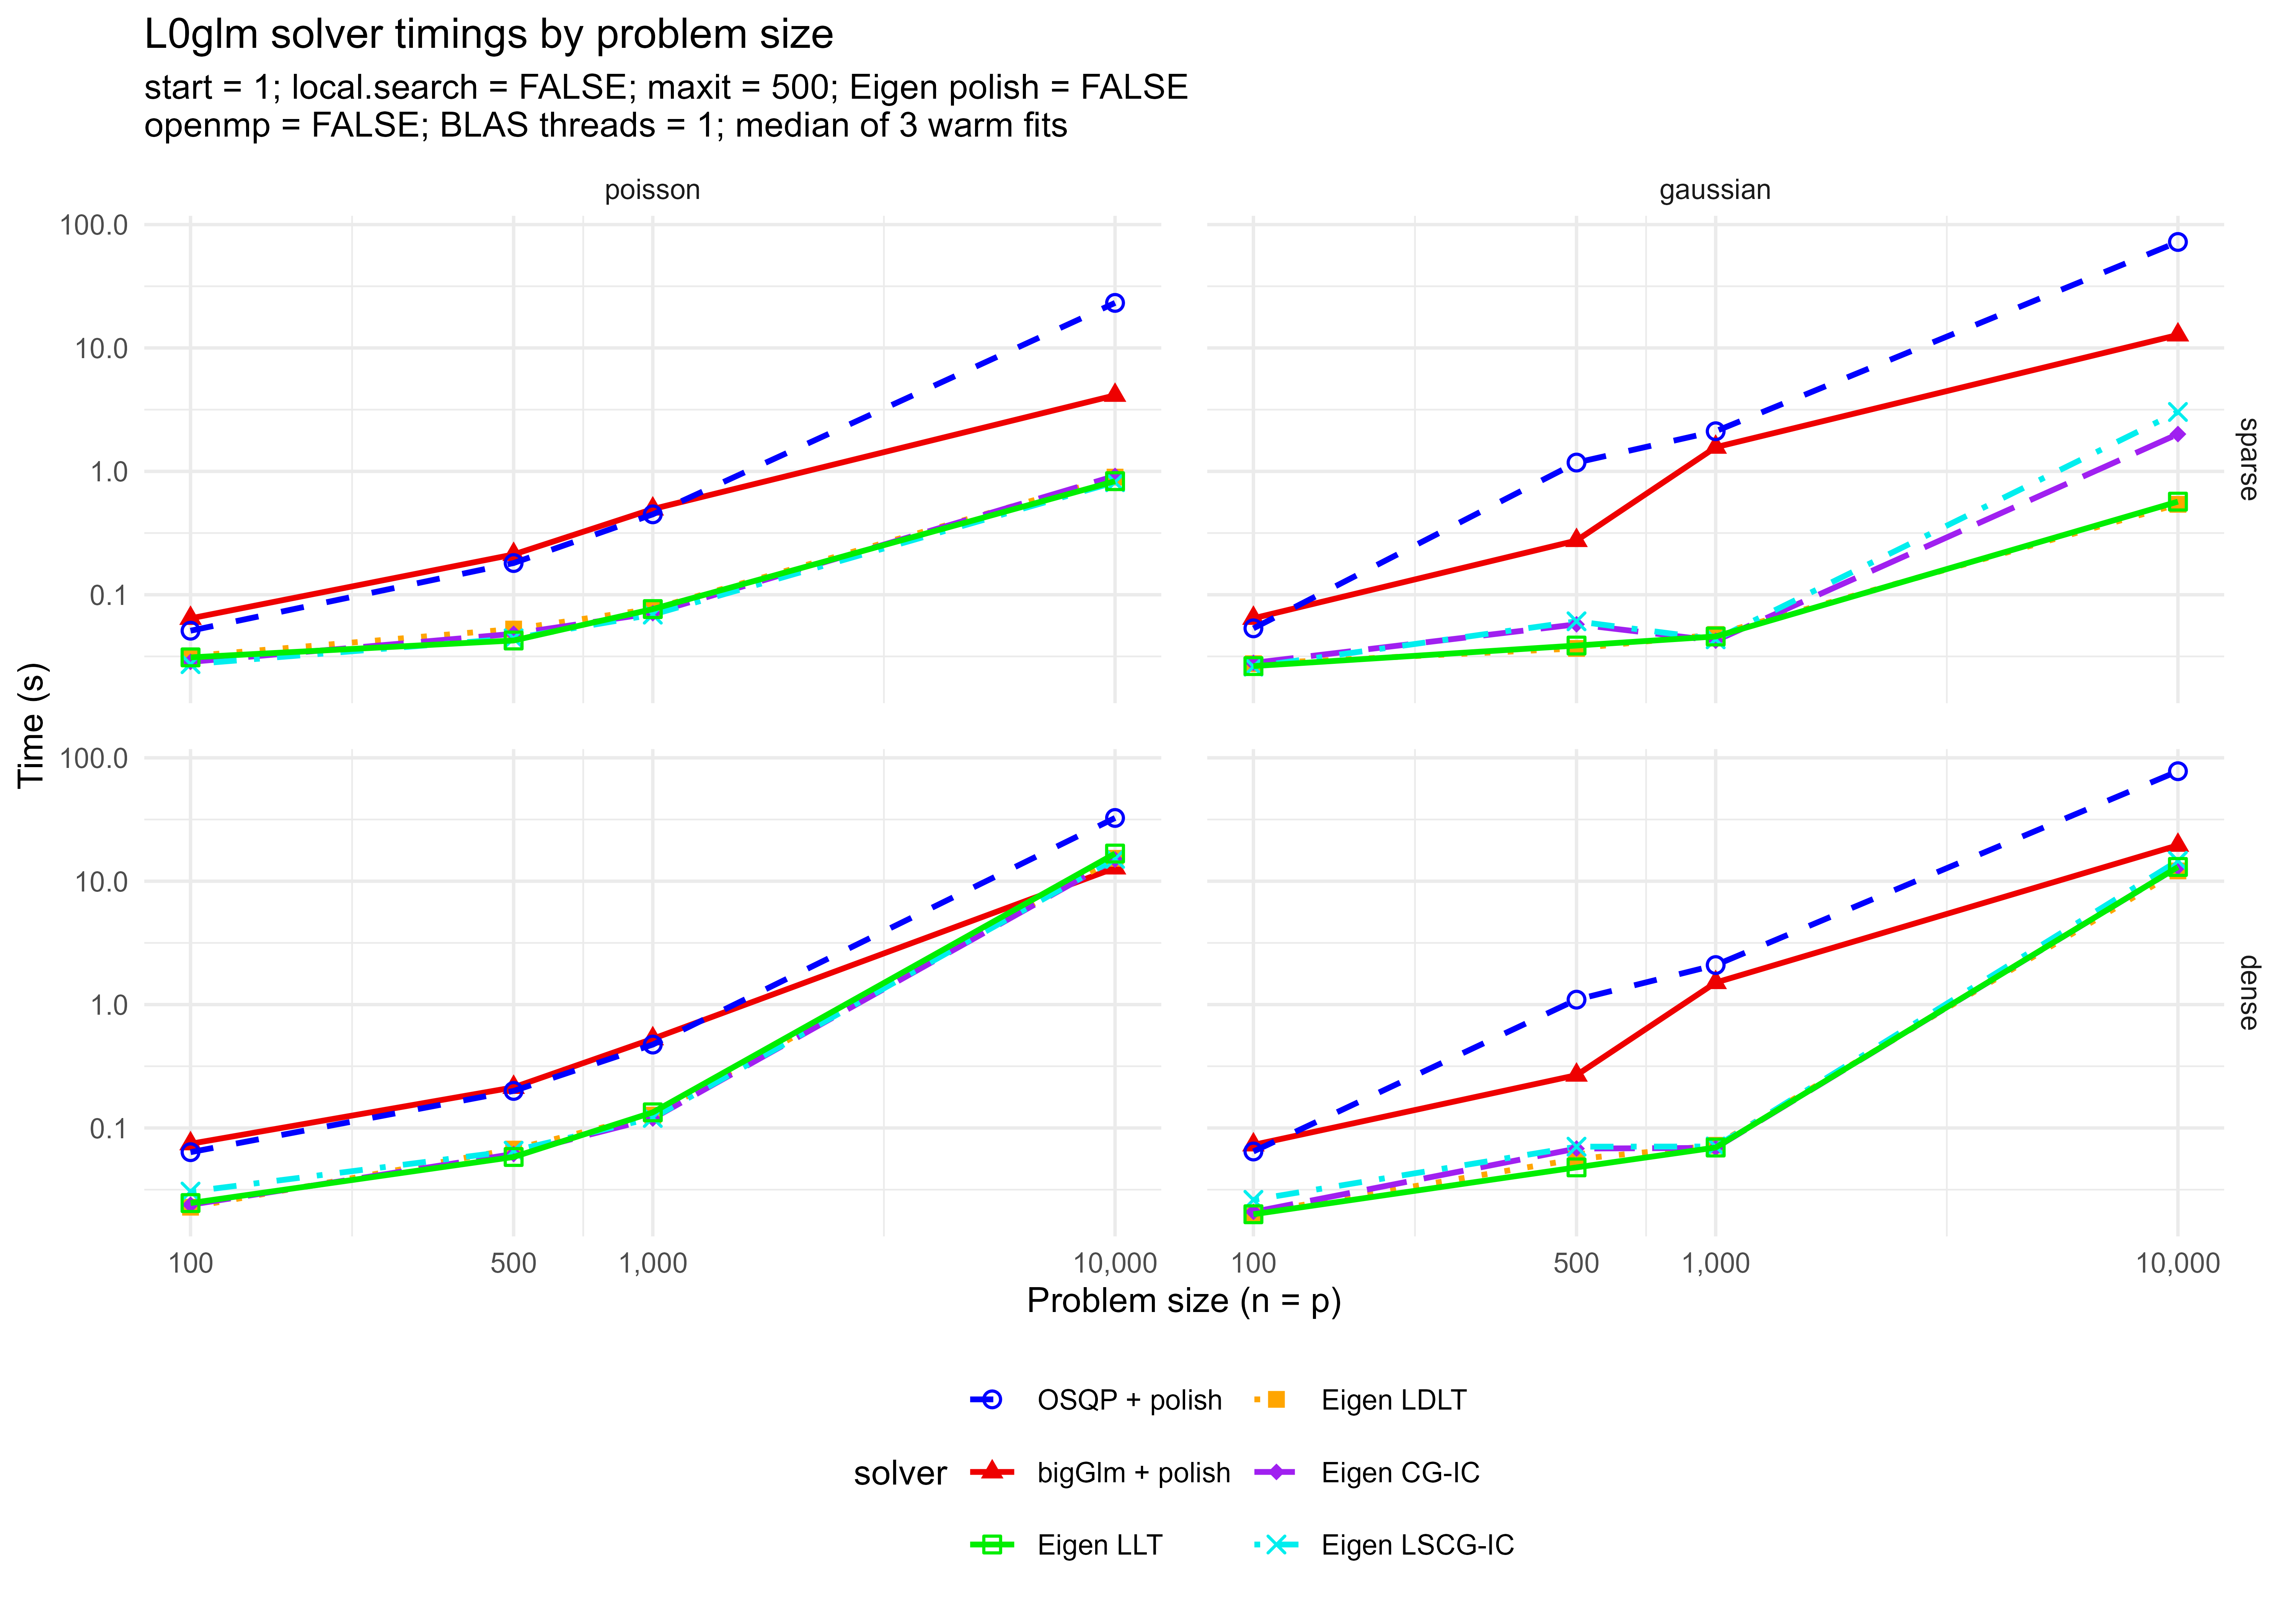 L0glm solver timings by problem size
start = 1; local.search = FALSE; maxit = 500; Eigen polish = FALSE
openmp = FALSE; BLAS threads = 1; median of 3 warm fits
poisson
gaussian
100.0
10.0
1.0
0.1
sparse
Time (s)
100.0
10.0
1.0
0.1
dense
100
500
1,000
10,000
100
500
1,000
10,000
Problem size (n = p)
solver
OSQP + polish
bigGlm + polish
Eigen LLT
Eigen LDLT
Eigen CG-IC
Eigen LSCG-IC